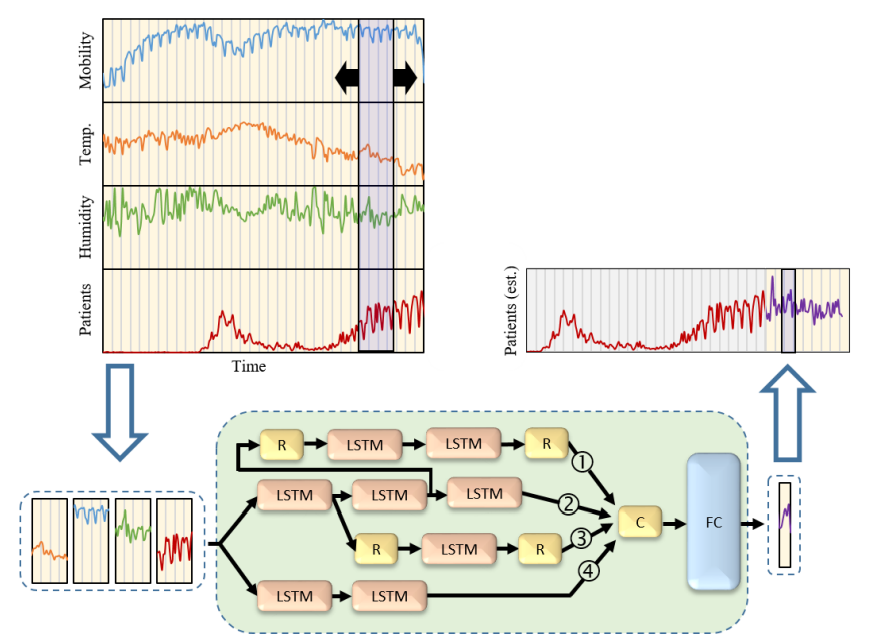 Mobility
Temp.
Humidity
Patients
Time
Patients (est.)
R LSTM LSTM R ①
LSTM LSTM LSTM ②
R LSTM R ③
LSTM LSTM ④
C
FC